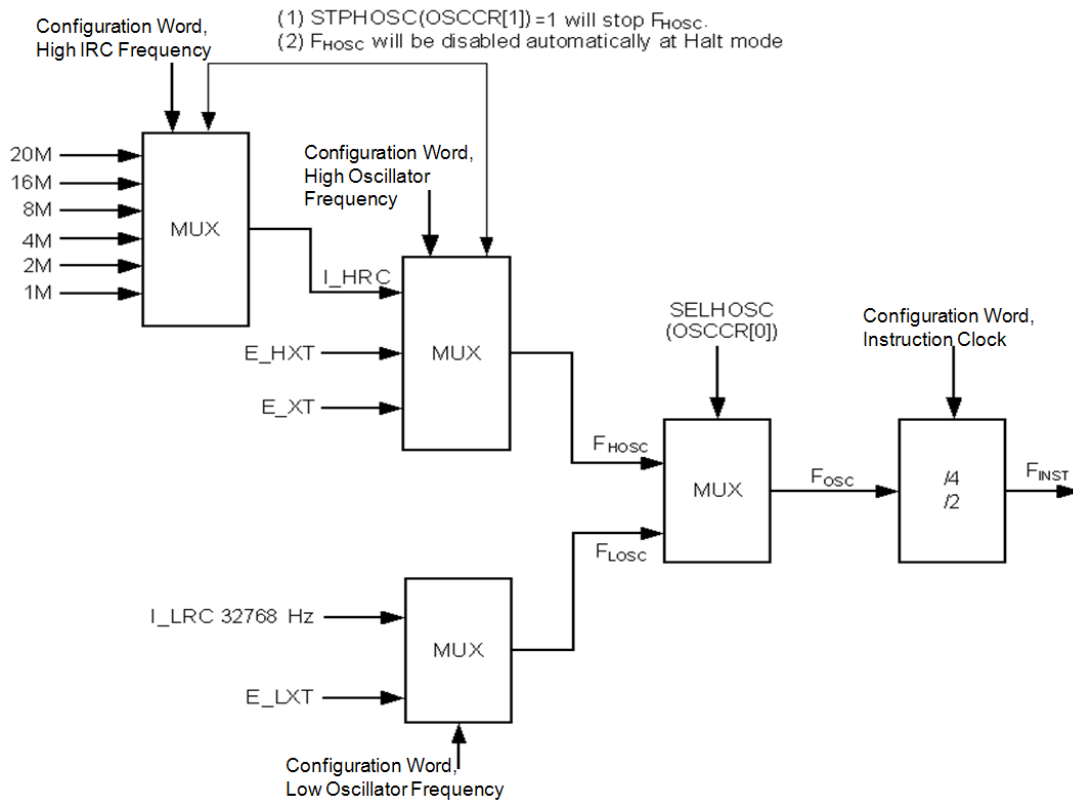 (1) STPHOSC(OSCCR[1]) =1 will stop FHOSC.
(2) FHOSC will be disabled automatically at Halt mode
Configuration Word,
High IRC Frequency
20M
16M
8M
4M
2M
1M
MUX
Configuration Word,
High Oscillator
Frequency
I_HRC
E_HXT
E_XT
MUX
SELHOSC
(OSCCR[0])
Configuration Word,
Instruction Clock
FHOSC
MUX
FOSC
/4
/2
FINST
FLOSC
I_LRC 32768 Hz
E_LXT
MUX
Configuration Word,
Low Oscillator Frequency